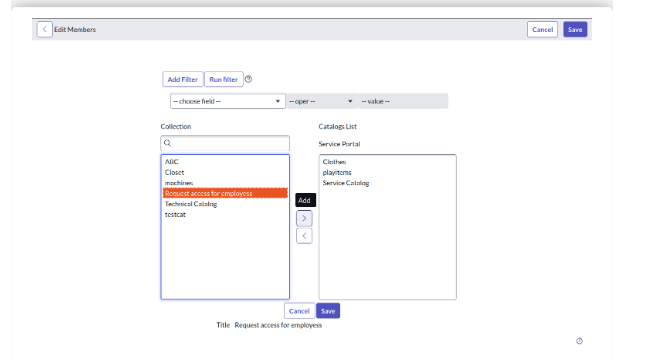 Edit Members
Cancel
Save
Add Filter
Run filter
-- choose field --
-- oper --
-- value --
Collection
Catalogs List
Service Portal
ABC
Closet
machines
Request access for employess
Technical Catalog
testcat
Clothes
playitems
Service Catalog
Add
Cancel
Save
Title Request access for employess